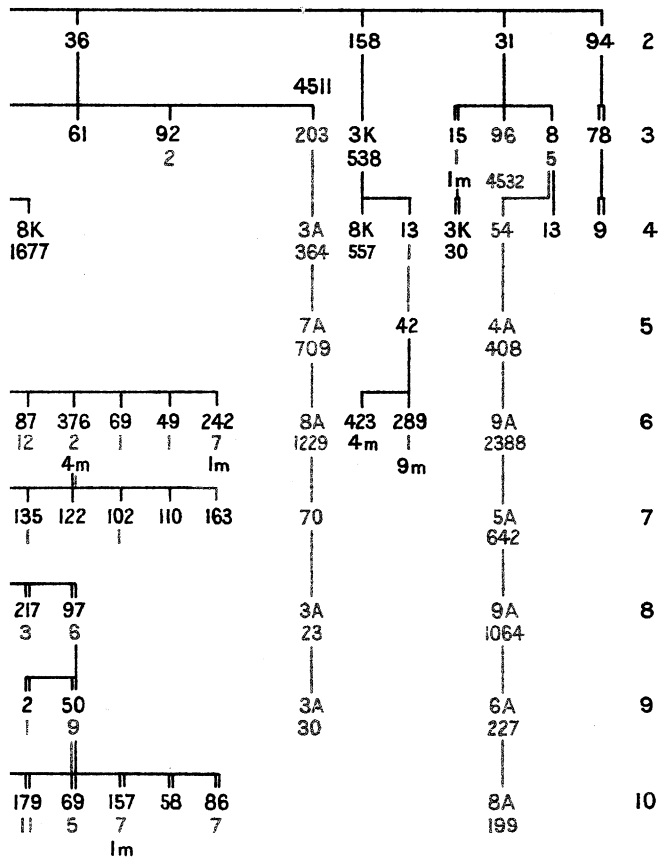 36 158 31 94 2
4511
61 92 203 3K 15 96 8 78 3
2 538 1 5
1m 4532
8K 3A 8K 13 3K 54 13 9 4
1677 364 557 30
7A 42 4A 5
709 408
87 376 69 49 242 8A 423 289 9A 6
12 2 1 1 7 1229 4m 1 2388
4m 1m 9m
135 122 102 110 163 70 5A 7
1 1 642
217 97 3A 9A 8
3 6 23 1064
2 50 3A 6A 9
1 9 30 227
179 69 157 58 86 8A 10
11 5 7 7 199
1m